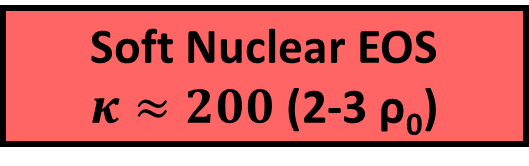 Soft Nuclear EOS
κ ≈ 200 (2-3 ρ₀)